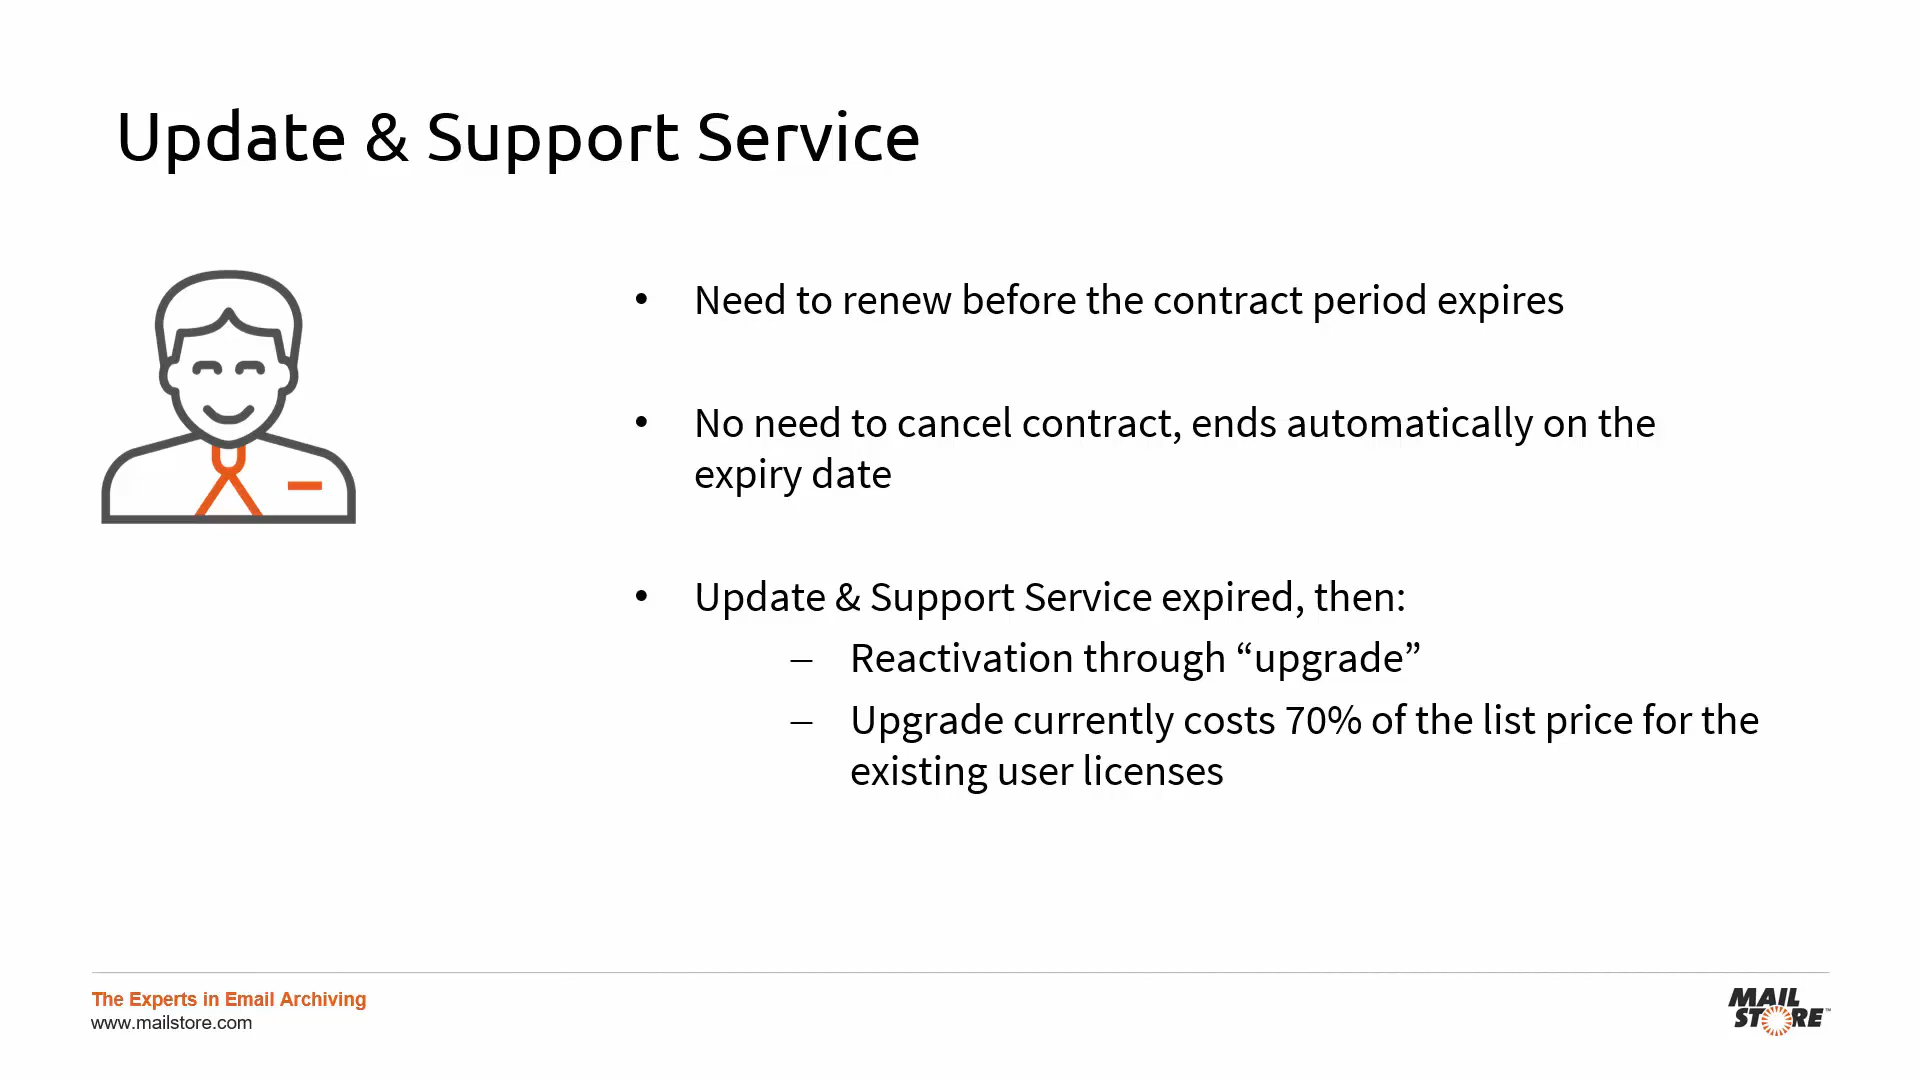 Update & Support Service
• Need to renew before the contract period expires
• No need to cancel contract, ends automatically on the
expiry date
• Update & Support Service expired, then:
– Reactivation through “upgrade”
– Upgrade currently costs 70% of the list price for the
existing user licenses
The Experts in Email Archiving
www.mailstore.com
MAIL
STORE™